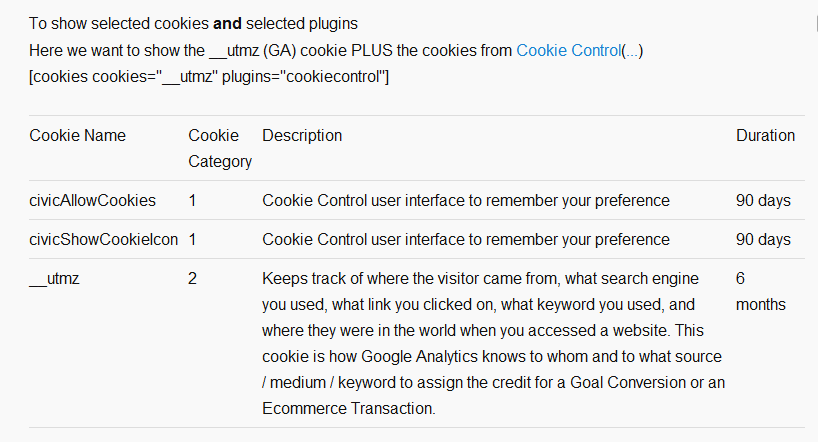 To show selected cookies and selected plugins
Here we want to show the __utmz (GA) cookie PLUS the cookies from Cookie Control(...)
[cookies cookies="__utmz" plugins="cookiecontrol"]
Cookie Name Cookie Category Description Duration
civicAllowCookies 1 Cookie Control user interface to remember your preference 90 days
civicShowCookieIcon 1 Cookie Control user interface to remember your preference 90 days
__utmz 2 Keeps track of where the visitor came from, what search engine 6 months
you used, what link you clicked on, what keyword you used, and
where they were in the world when you accessed a website. This
cookie is how Google Analytics knows to whom and to what source
/ medium / keyword to assign the credit for a Goal Conversion or an
Ecommerce Transaction.